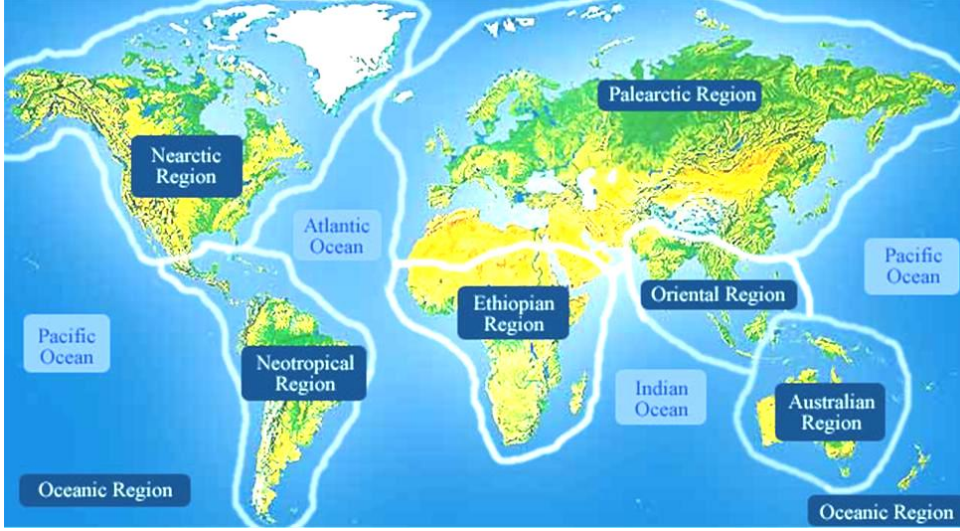 Palearctic Region
Nearctic
Region
Atlantic
Ocean
Pacific
Ocean
Ethiopian
Region
Oriental Region
Pacific
Ocean
Neotropical
Region
Indian
Ocean
Australian
Region
Oceanic Region
Oceanic Region